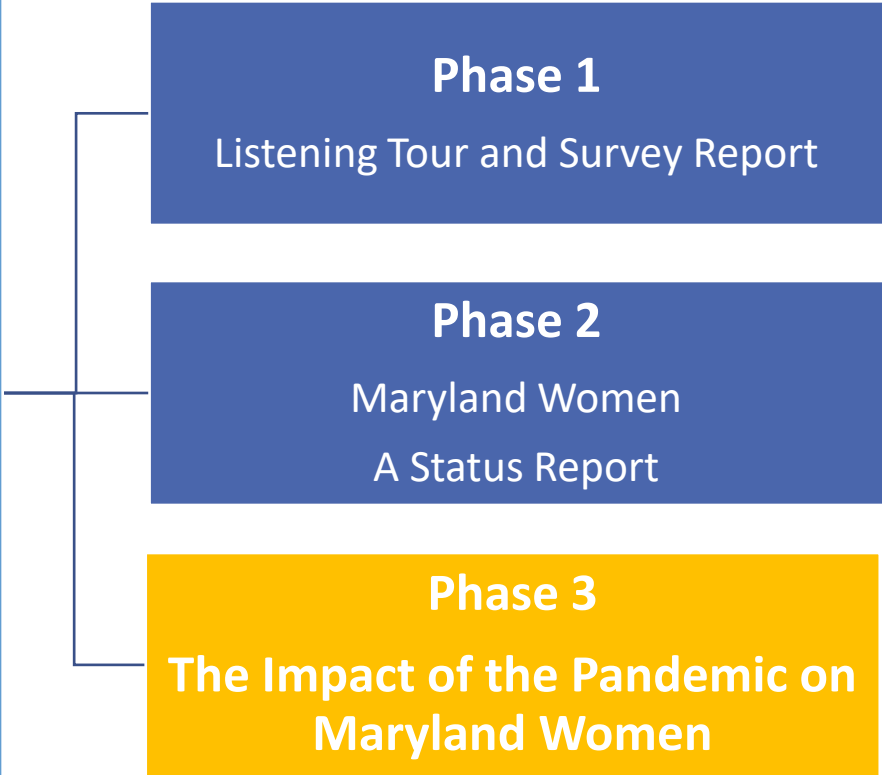 Phase 1
Listening Tour and Survey Report
Phase 2
Maryland Women
A Status Report
Phase 3
The Impact of the Pandemic on
Maryland Women